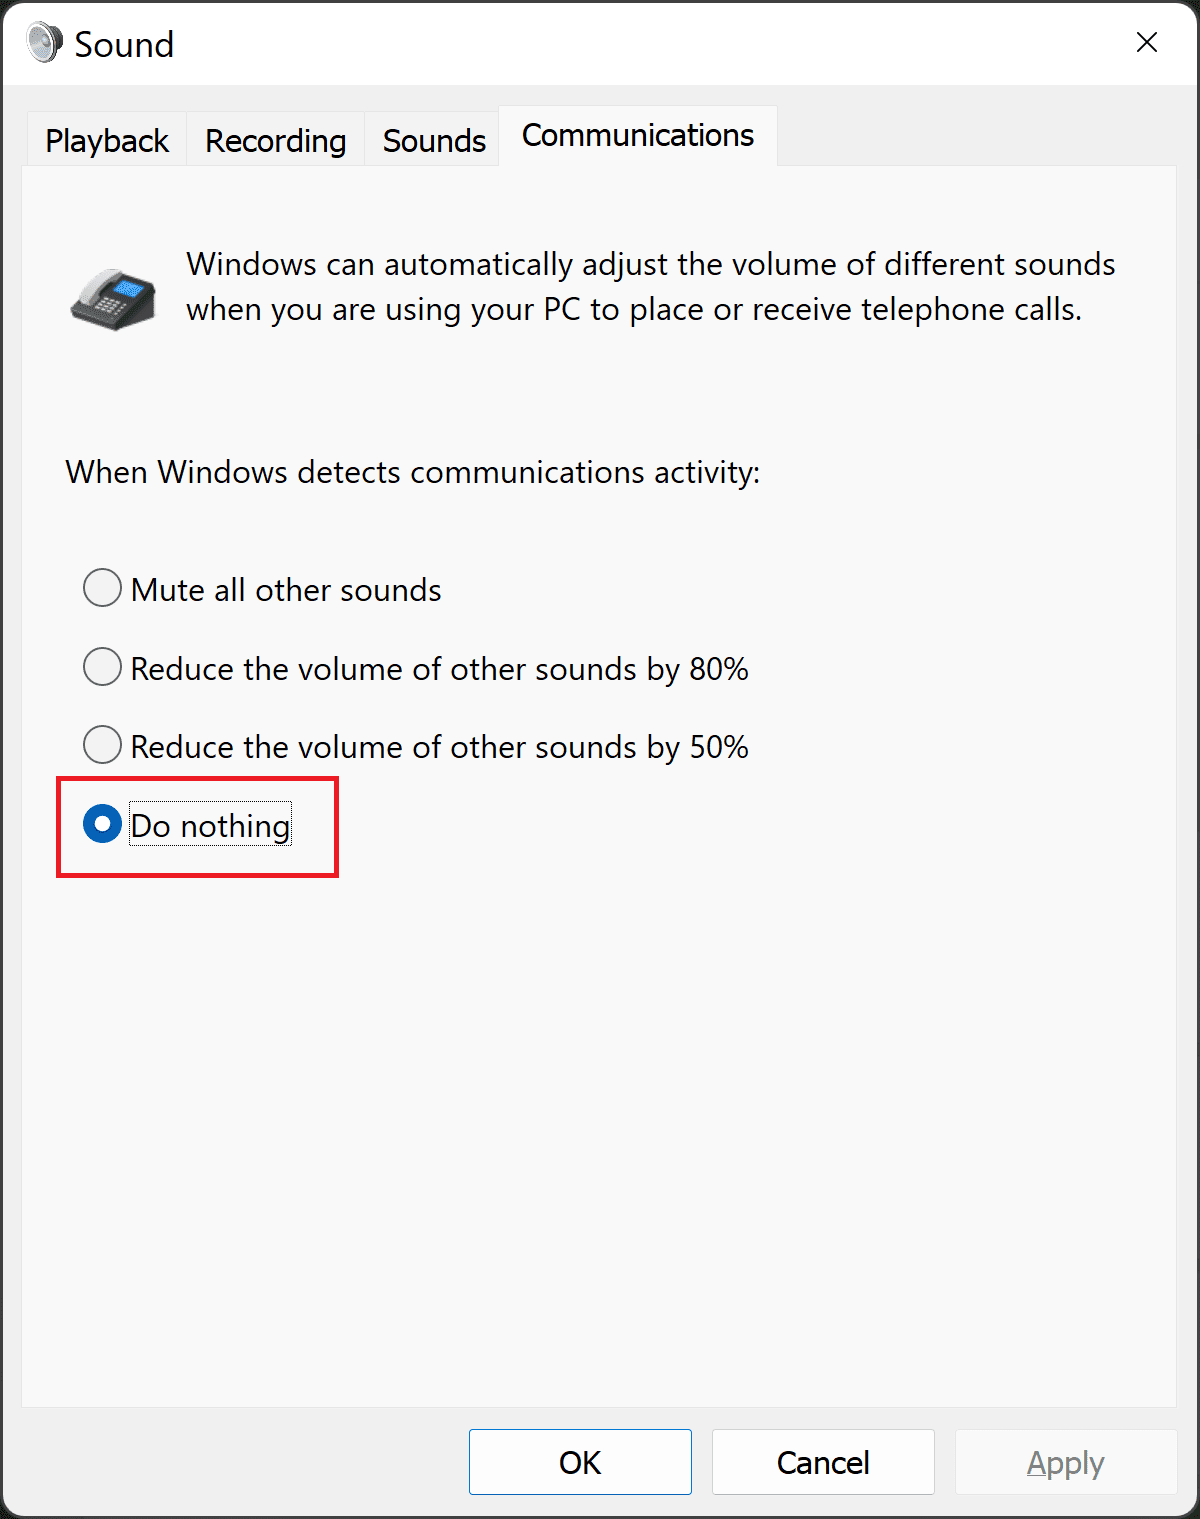 Sound
Playback
Recording
Sounds
Communications
Windows can automatically adjust the volume of different sounds
when you are using your PC to place or receive telephone calls.
When Windows detects communications activity:
Mute all other sounds
Reduce the volume of other sounds by 80%
Reduce the volume of other sounds by 50%
Do nothing
OK
Cancel
Apply